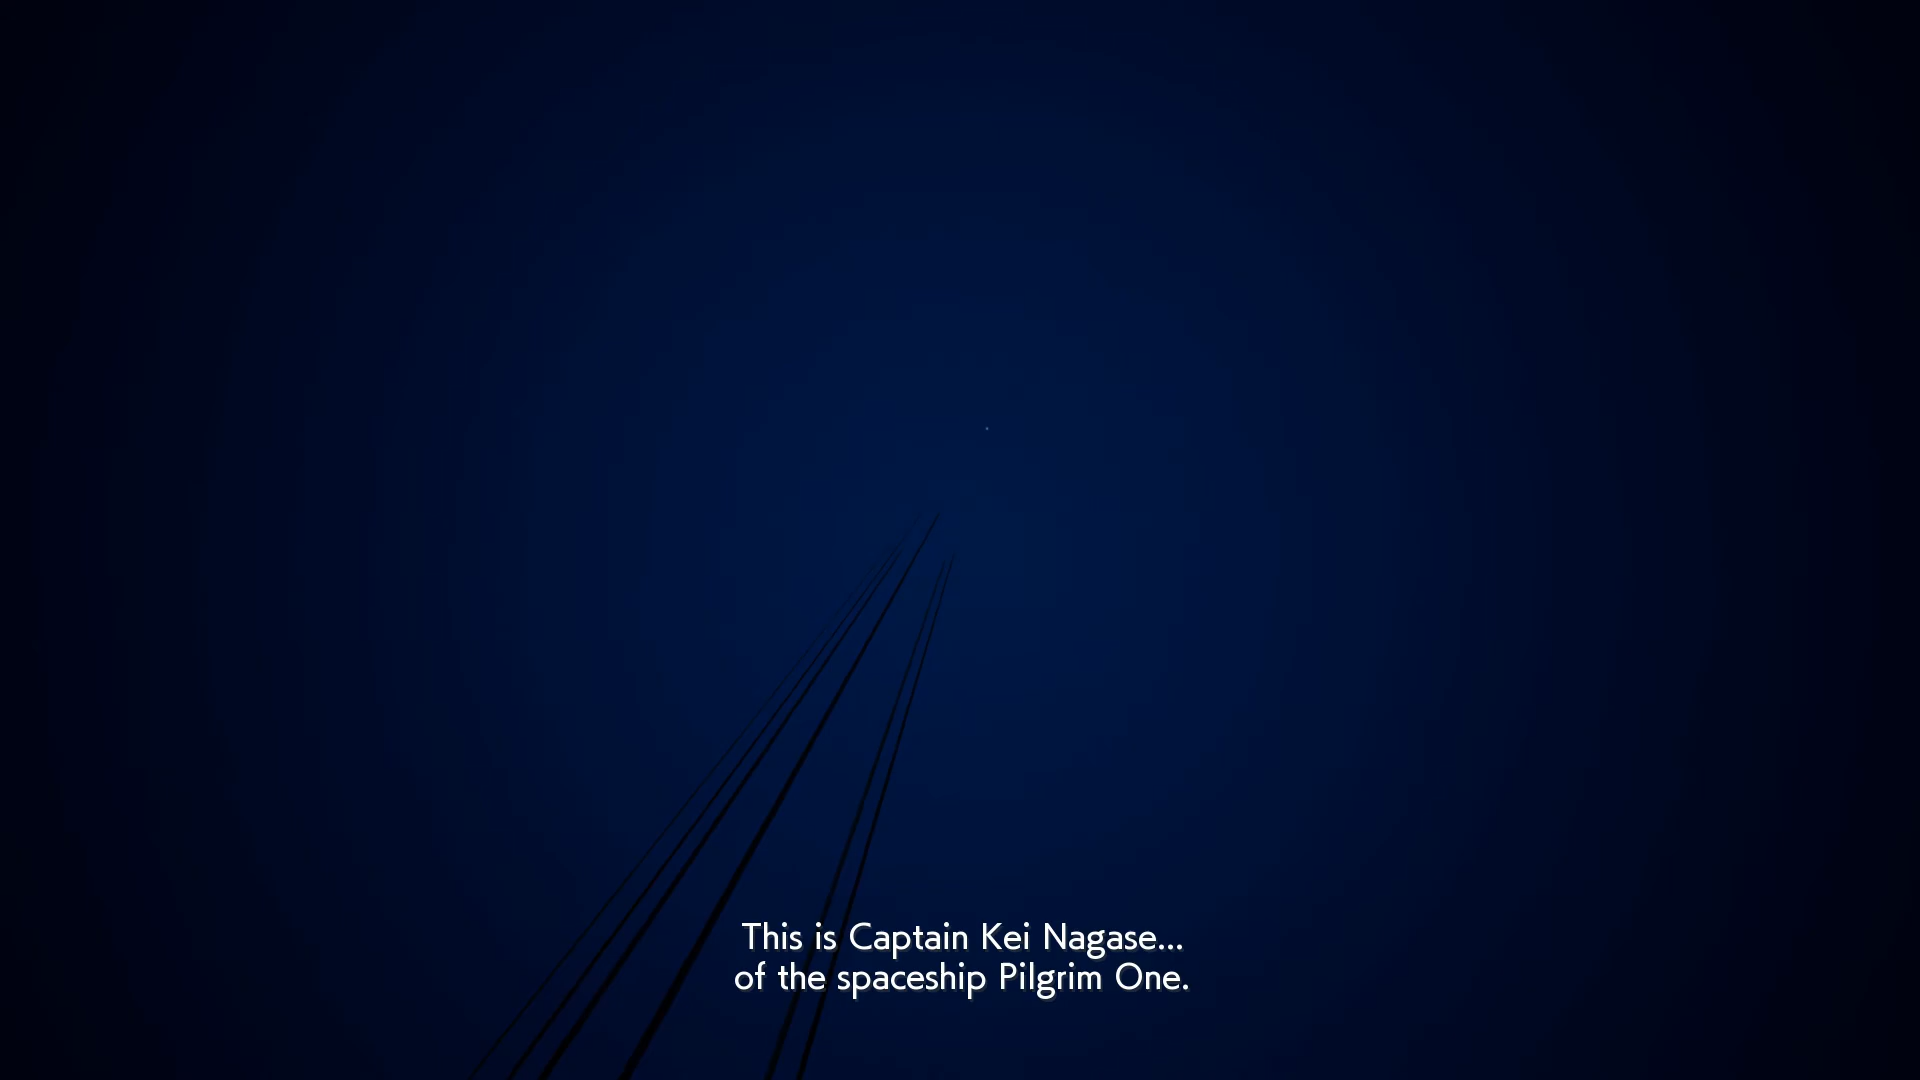 This is Captain Kei Nagase...
of the spaceship Pilgrim One.